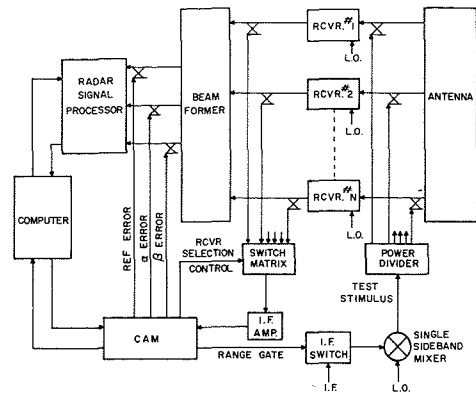 RCVR. #1
L.O.
RADAR
SIGNAL
PROCESSOR
BEAM
FORMER
RCVR. #2
L.O.
ANTENNA
COMPUTER
REF ERROR
α ERROR
β ERROR
RCVR. #N
L.O.
RCVR
SELECTION
CONTROL
SWITCH
MATRIX
POWER
DIVIDER
TEST
STIMULUS
I.F.
AMP.
CAM
RANGE GATE
I.F.
SWITCH
SINGLE
SIDEBAND
MIXER
I.F.
L.O.